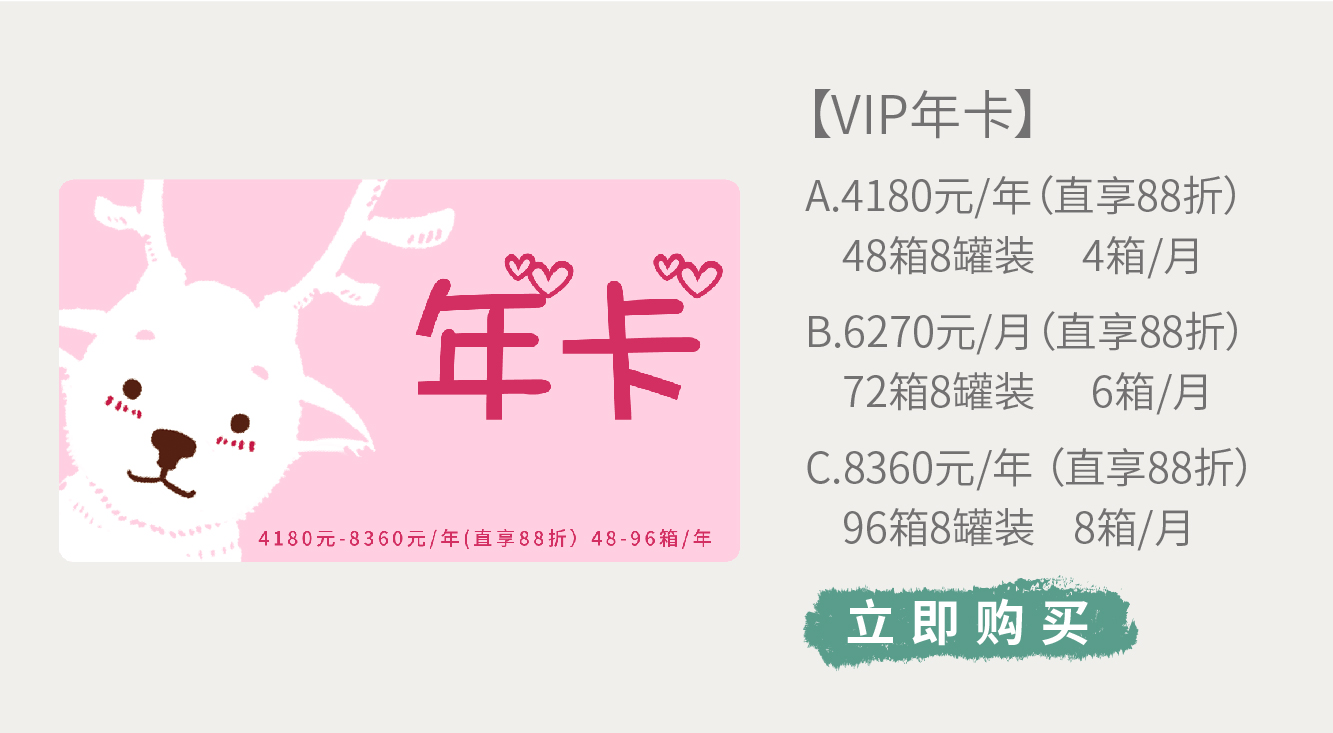 年卡
4180元-8360元/年(直享88折）48-96箱/年
【VIP年卡】
A.4180元/年（直享88折）
48箱8罐装 4箱/月
B.6270元/月（直享88折）
72箱8罐装 6箱/月
C.8360元/年（直享88折）
96箱8罐装 8箱/月
立即购买